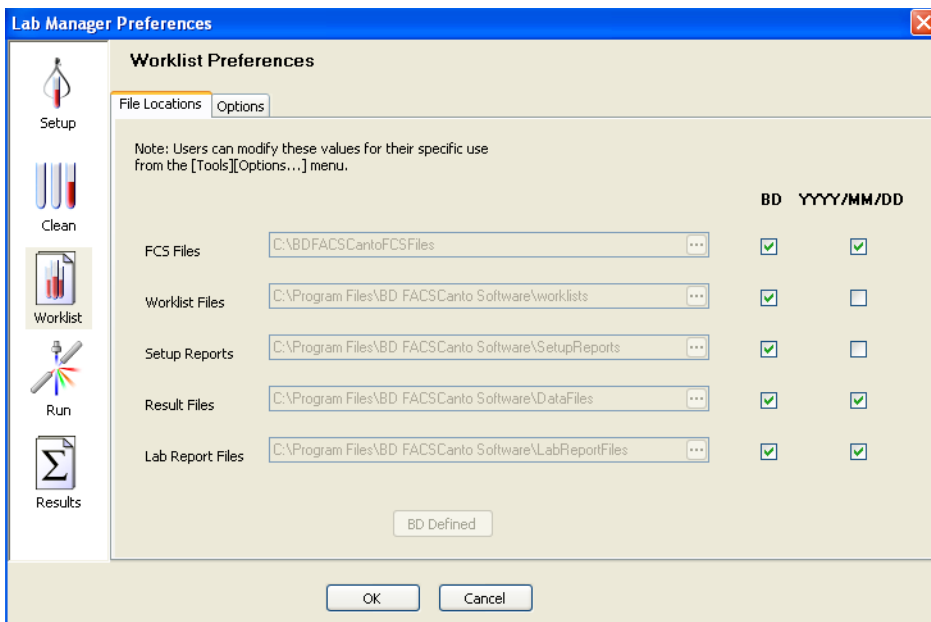 Lab Manager Preferences
Setup
Clean
Worklist
Run
Results
Worklist Preferences
File Locations
Options
Note: Users can modify these values for their specific use
from the [Tools][Options...] menu.
BD YYYY/MM/DD
FCS Files C:\BDFACSCantoFCSFiles ...
Worklist Files C:\Program Files\BD FACSCanto Software\worklists ...
Setup Reports C:\Program Files\BD FACSCanto Software\SetupReports ...
Result Files C:\Program Files\BD FACSCanto Software\DataFiles ...
Lab Report Files C:\Program Files\BD FACSCanto Software\LabReportFiles ...
BD Defined
OK Cancel